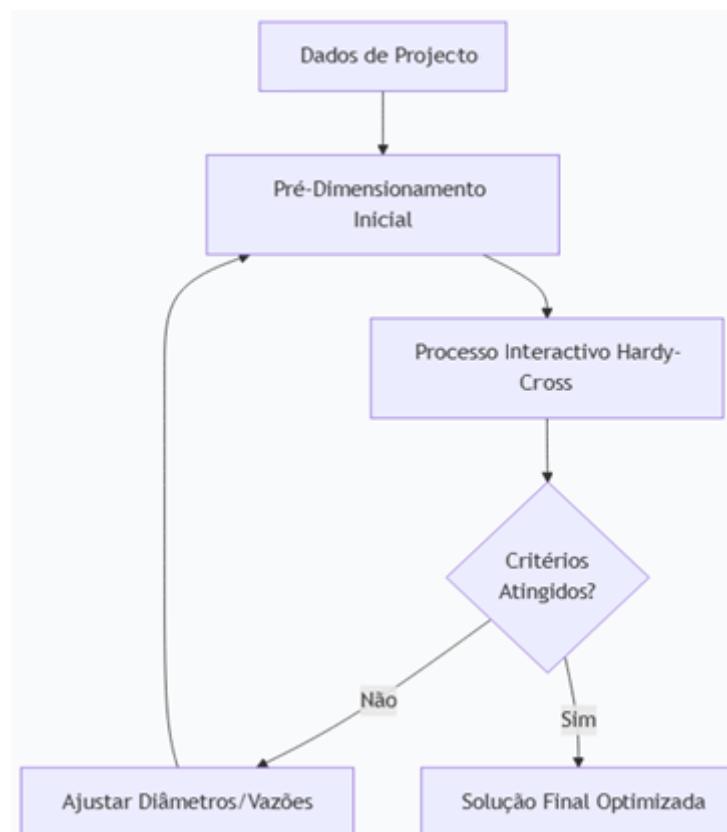 Dados de Projecto
Pré-Dimensionamento
Inicial
Processo Interactivo Hardy-
Cross
Critérios
Atingidos?
Não
Sim
Ajustar Diâmetros/Vazões
Solução Final Optimizada